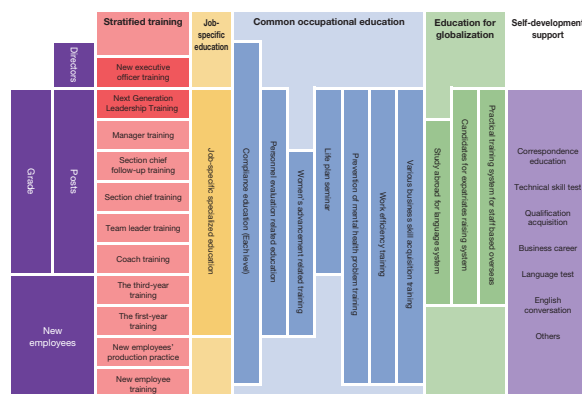 Stratified training
Job-
specific
education
Common occupational education
Education for
globalization
Self-development
support
Directors
Grade
Posts
New
employees
New executive
officer training
Next Generation
Leadership Training
Manager training
Section chief
follow-up training
Section chief training
Team leader training
Coach training
The third-year
training
The first-year
training
New employees'
production practice
New employee
training
Job-specific specialized education
Compliance education (Each level)
Personnel evaluation related education
Women's advancement related training
Life plan seminar
Prevention of mental health problem training
Work efficiency training
Various business skill acquisition training
Study abroad for language system
Candidates for expatriates raising system
Practical training system for staff based overseas
Correspondence
education
Technical skill test
Qualification
acquisition
Business career
Language test
English
conversation
Others